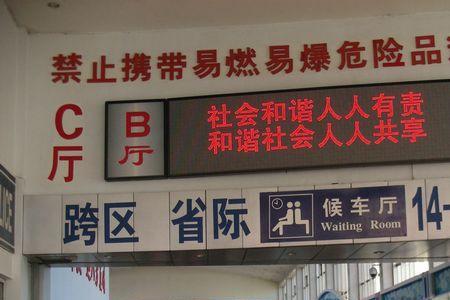 禁止携带易燃易爆危险品
C厅
B厅
社会和谐人人有责
和谐社会人人共享
跨区 省际
候车厅
Waiting Room
14-